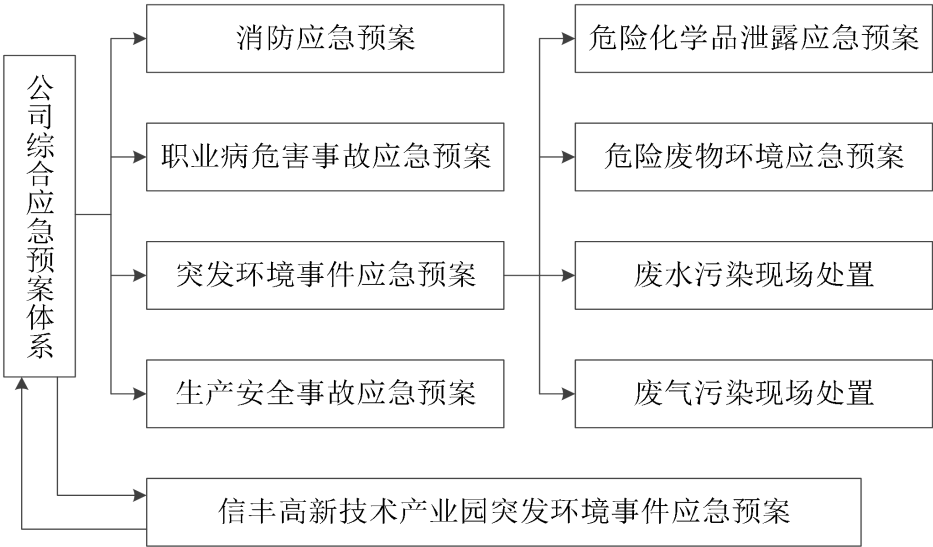 公司综合应急预案体系
消防应急预案
职业病危害事故应急预案
突发环境事件应急预案
生产安全事故应急预案
危险化学品泄露应急预案
危险废物环境应急预案
废水污染现场处置
废气污染现场处置
信丰高新技术产业园突发环境事件应急预案